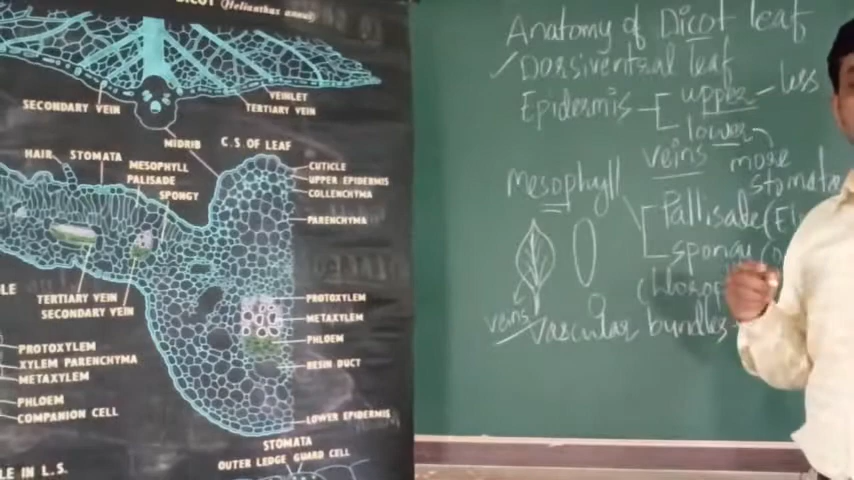 DICOT (Helianthus annus)
SECONDARY VEIN
VEINLET
TERTIARY VEIN
MIDRIB
C.S. OF LEAF
HAIR
STOMATA
MESOPHYLL
PALISADE
SPONGY
CUTICLE
UPPER EPIDERMIS
COLLENCHYMA
PARENCHYMA
TERTIARY VEIN
SECONDARY VEIN
PROTOXYLEM
METAXYLEM
PHLOEM
RESIN DUCT
PROTOXYLEM
XYLEM PARENCHYMA
METAXYLEM
PHLOEM
COMPANION CELL
LOWER EPIDERMIS
STOMATA
OUTER LEDGE GUARD CELL
LE IN L.S.
Anatomy of Dicot leaf
Dorsiventral leaf
Epidermis upper - less
lower
veins more
stomata
Mesophyll Pallisade
spongy
veins
Vascular bundles